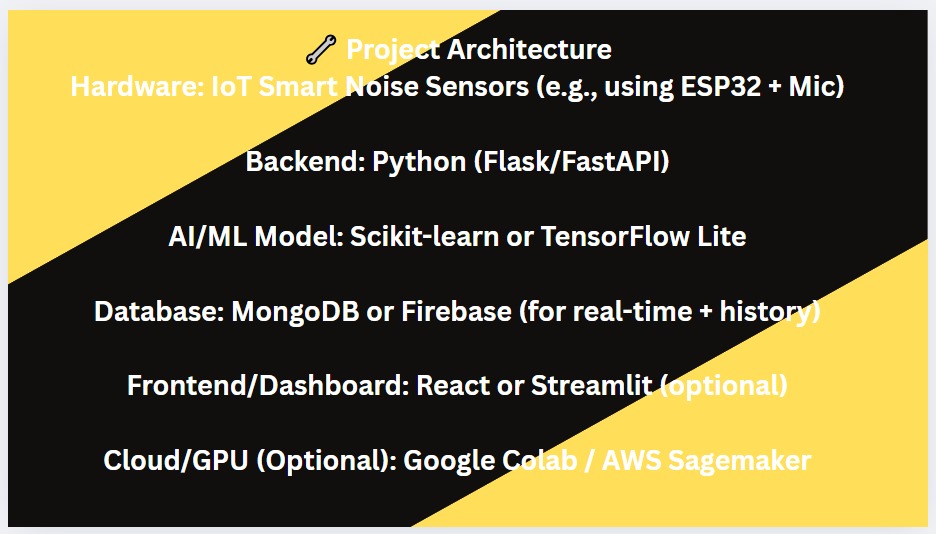 🔧 Project Architecture
Hardware: IoT Smart Noise Sensors (e.g., using ESP32 + Mic)
Backend: Python (Flask/FastAPI)
AI/ML Model: Scikit-learn or TensorFlow Lite
Database: MongoDB or Firebase (for real-time + history)
Frontend/Dashboard: React or Streamlit (optional)
Cloud/GPU (Optional): Google Colab / AWS Sagemaker